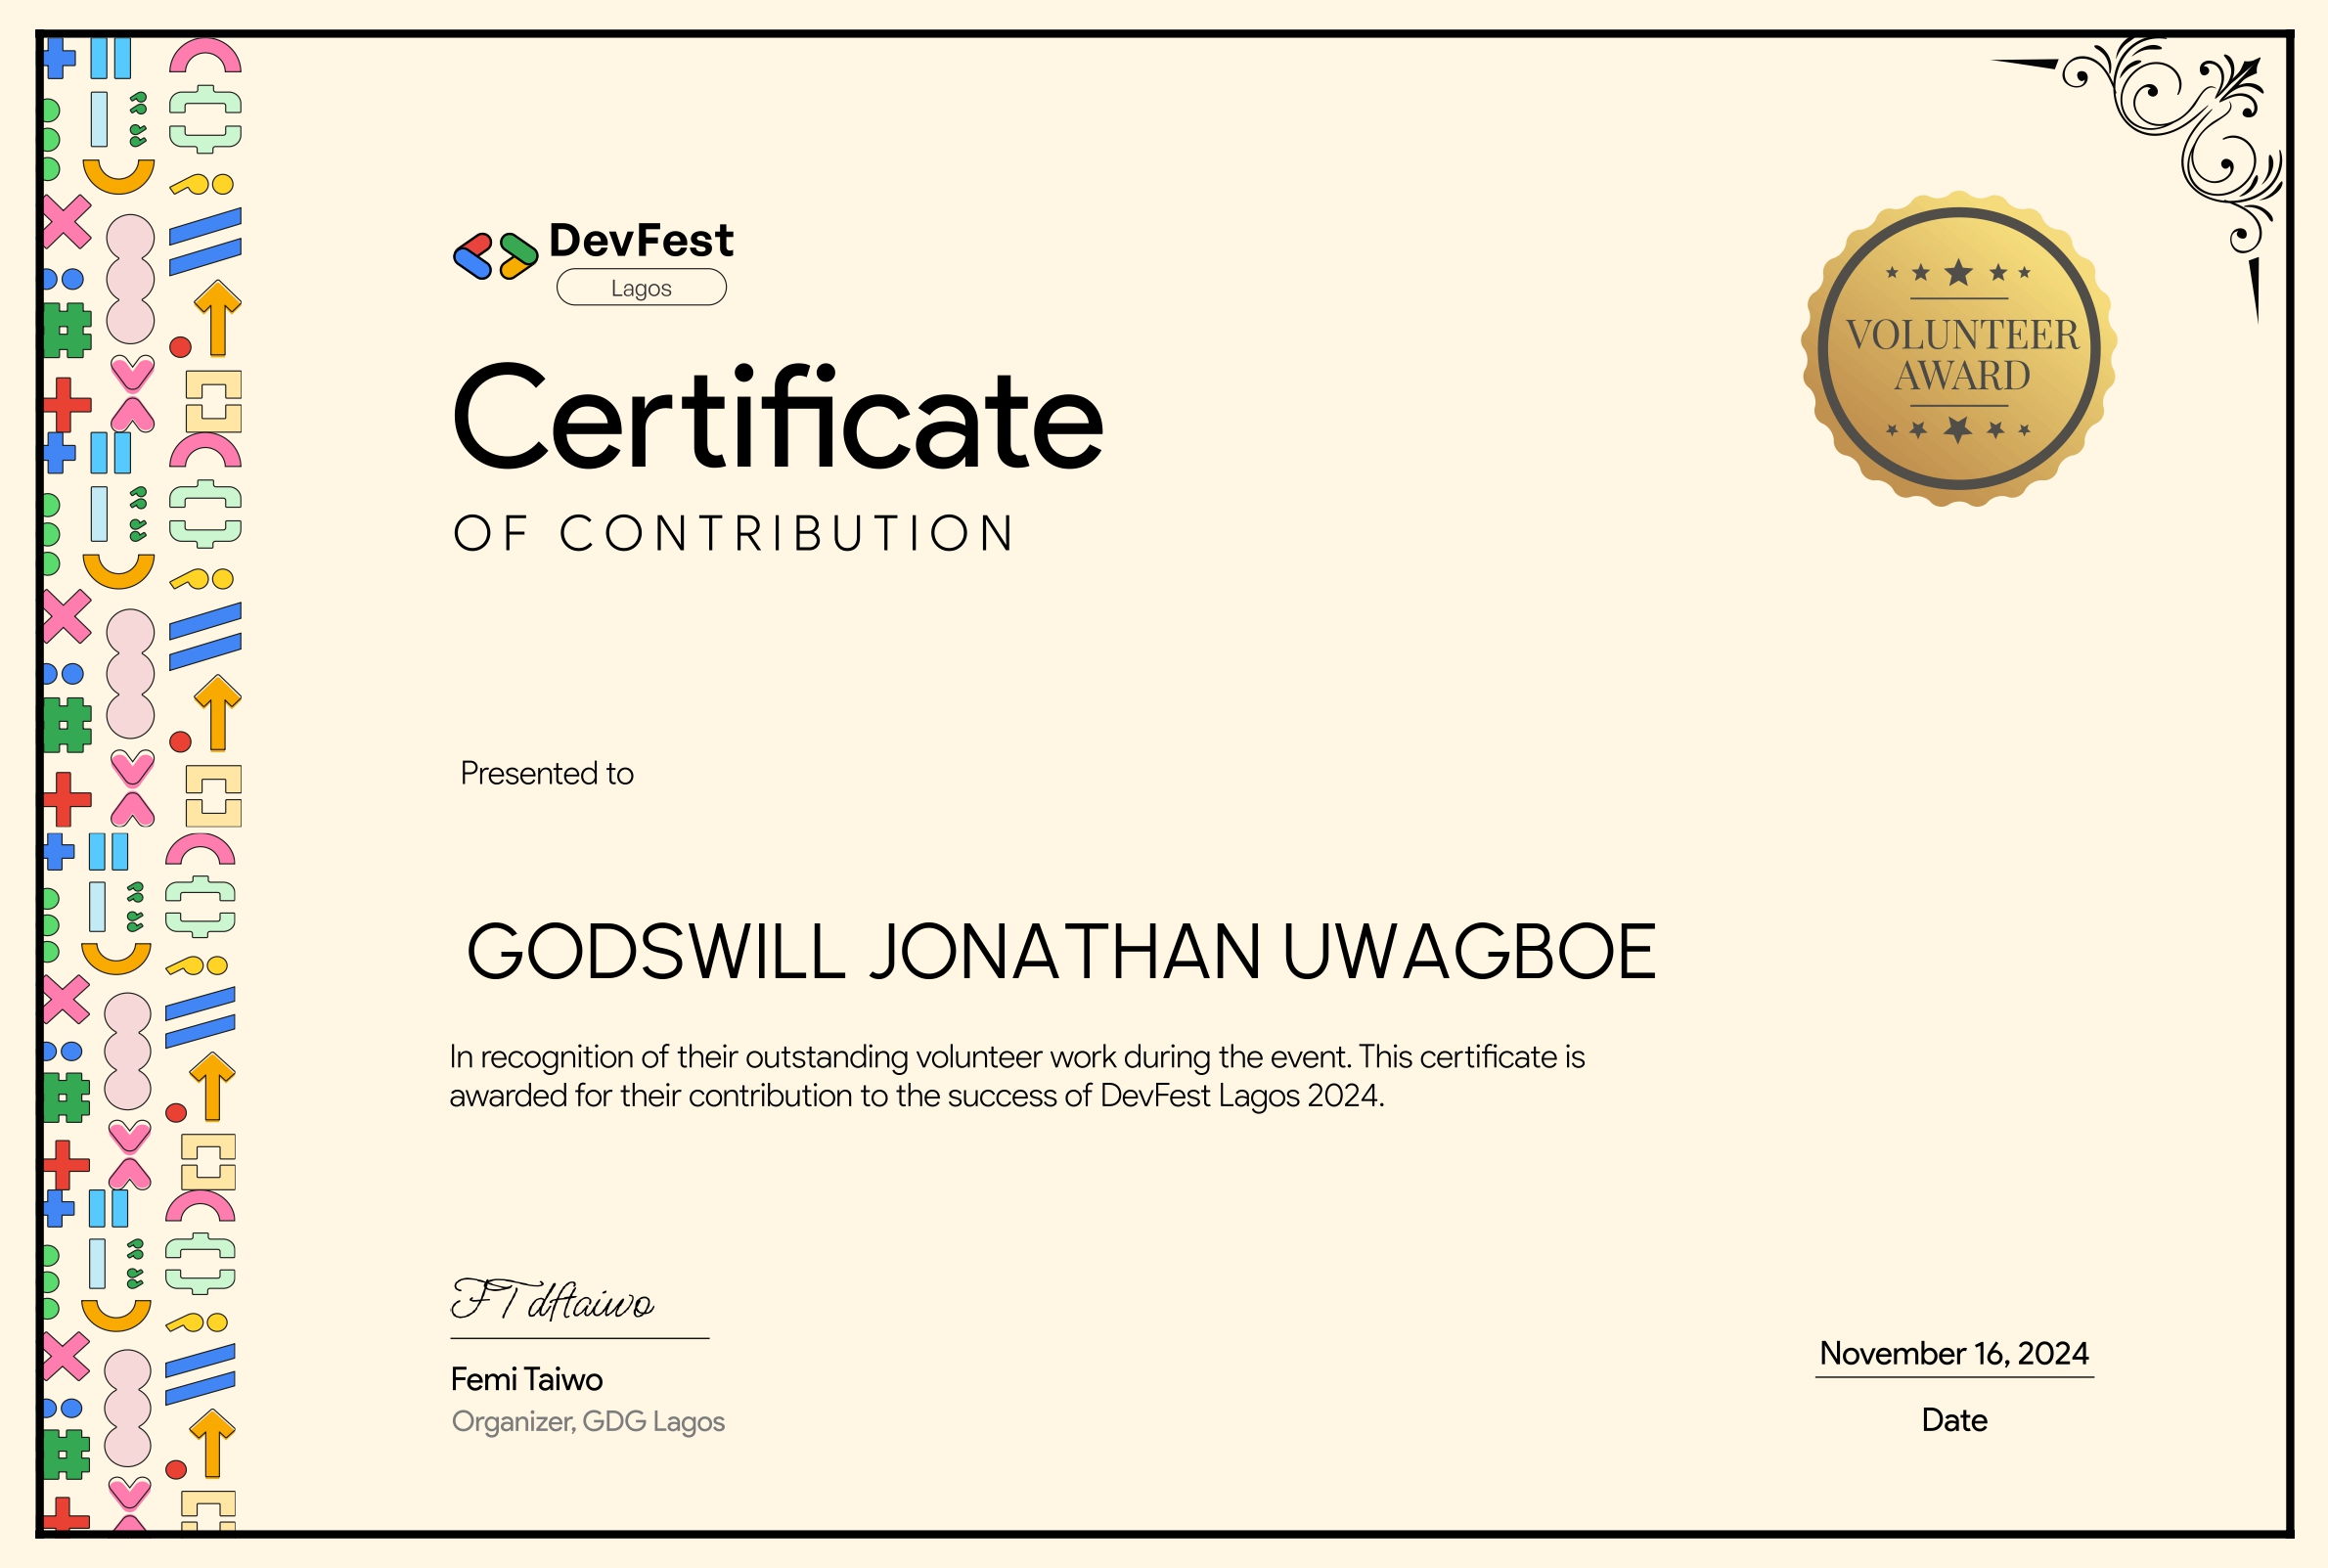 DevFest
Lagos
VOLUNTEER
AWARD
Certificate
OF CONTRIBUTION
Presented to
GODSWILL JONATHAN UWAGBOE
In recognition of their outstanding volunteer work during the event. This certificate is
awarded for their contribution to the success of DevFest Lagos 2024.
Femi Taiwo
Organizer, GDG Lagos
November 16, 2024
Date